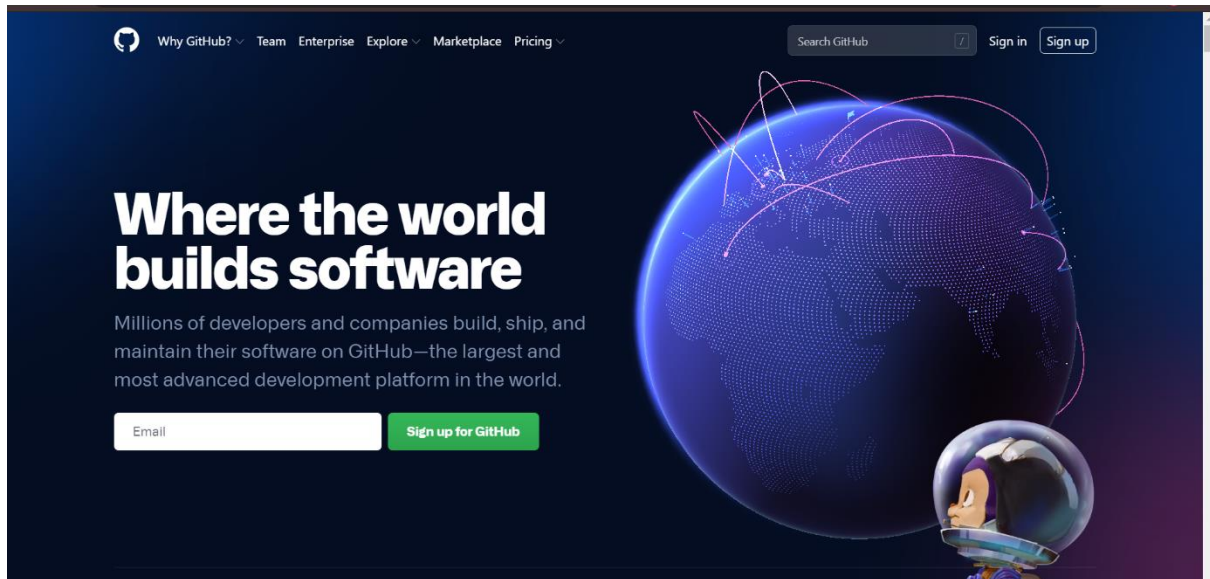 Why GitHub? Team Enterprise Explore Marketplace Pricing Search GitHub / Sign in Sign up
Where the world
builds software
Millions of developers and companies build, ship, and
maintain their software on GitHub—the largest and
most advanced development platform in the world.
Email Sign up for GitHub